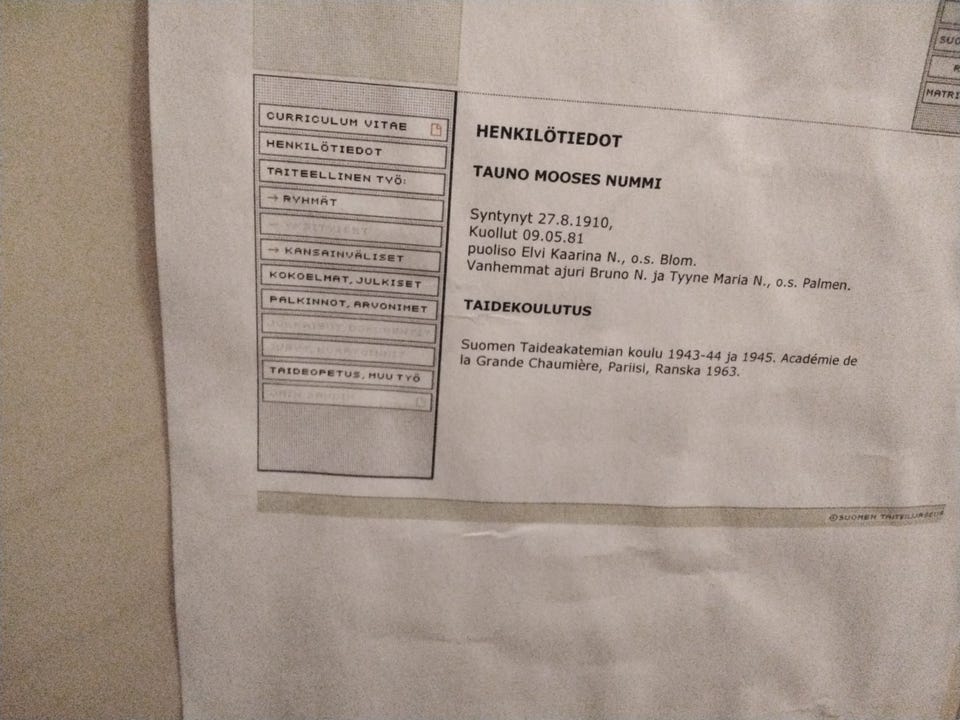 CURRICULUM VITAE
HENKILÖTIEDOT
TAITEELLINEN TYÖ:
→ RYHMÄT
→ KANSAINVÄLISET
KOKOELMAT, JULKISET
PALKINNOT, ARVONIMET
TAIDEOPETUS, MUU TYÖ
HENKILÖTIEDOT
TAUNO MOOSES NUMMI
Syntynyt 27.8.1910,
Kuollut 09.05.81
puoliso Elvi Kaarina N., o.s. Blom.
Vanhemmat ajuri Bruno N. ja Tyyne Maria N., o.s. Palmen.
TAIDEKOULUTUS
Suomen Taideakatemian koulu 1943-44 ja 1945. Académie de
la Grande Chaumière, Pariisi, Ranska 1963.
SUO
R
MATRI
©SUOMEN